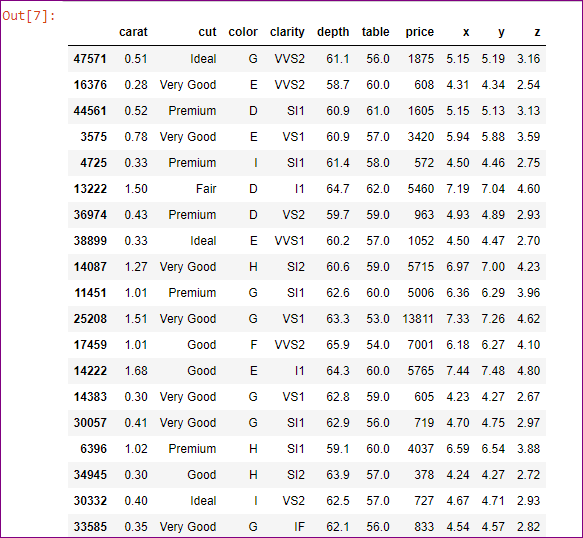 Out[7]:
carat cut color clarity depth table price x y z
47571 0.51 Ideal G VVS2 61.1 56.0 1875 5.15 5.19 3.16
16376 0.28 Very Good E VVS2 58.7 60.0 608 4.31 4.34 2.54
44561 0.52 Premium D SI1 60.9 61.0 1605 5.15 5.13 3.13
3575 0.78 Very Good E VS1 60.9 57.0 3420 5.94 5.88 3.59
4725 0.33 Premium I SI1 61.4 58.0 572 4.50 4.46 2.75
13222 1.50 Fair D I1 64.7 62.0 5460 7.19 7.04 4.60
36974 0.43 Premium D VS2 59.7 59.0 963 4.93 4.89 2.93
38899 0.33 Ideal E VVS1 60.2 57.0 1052 4.50 4.47 2.70
14087 1.27 Very Good H SI2 60.6 59.0 5715 6.97 7.00 4.23
11451 1.01 Premium G SI1 62.6 60.0 5006 6.36 6.29 3.96
25208 1.51 Very Good G VS1 63.3 53.0 13811 7.33 7.26 4.62
17459 1.01 Good F VVS2 65.9 54.0 7001 6.18 6.27 4.10
14222 1.68 Good E I1 64.3 60.0 5765 7.44 7.48 4.80
14383 0.30 Very Good G VS1 62.8 59.0 605 4.23 4.27 2.67
30057 0.41 Very Good G SI1 62.9 56.0 719 4.70 4.75 2.97
6396 1.02 Premium H SI1 59.1 60.0 4037 6.59 6.54 3.88
34945 0.30 Good H SI2 63.9 57.0 378 4.24 4.27 2.72
30332 0.40 Ideal I VS2 62.5 57.0 727 4.67 4.71 2.93
33585 0.35 Very Good G IF 62.1 56.0 833 4.54 4.57 2.82